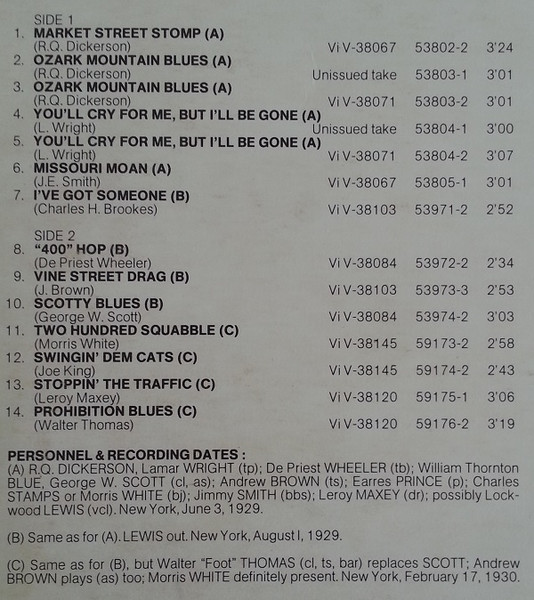 SIDE 1
1. MARKET STREET STOMP (A)
(R.Q. Dickerson) Vi V-38067 53802-2 3'24
2. OZARK MOUNTAIN BLUES (A)
(R.Q. Dickerson) Unissued take 53803-1 3'01
3. OZARK MOUNTAIN BLUES (A)
(R.Q. Dickerson) Vi V-38071 53803-2 3'01
4. YOU'LL CRY FOR ME, BUT I'LL BE GONE (A)
(L. Wright) Unissued take 53804-1 3'00
5. YOU'LL CRY FOR ME, BUT I'LL BE GONE (A)
(L. Wright) Vi V-38071 53804-2 3'07
6. MISSOURI MOAN (A)
(J.E. Smith) Vi V-38067 53805-1 3'01
7. I'VE GOT SOMEONE (B)
(Charles H. Brookes) Vi V-38103 53971-2 2'52
SIDE 2
8. "400" HOP (B)
(De Priest Wheeler) Vi V-38084 53972-2 2'34
9. VINE STREET DRAG (B)
(J. Brown) Vi V-38103 53973-3 2'53
10. SCOTTY BLUES (B)
(George W. Scott) Vi V-38084 53974-2 3'03
11. TWO HUNDRED SQUABBLE (C)
(Morris White) Vi V-38145 59173-2 2'58
12. SWINGIN' DEM CATS (C)
(Joe King) Vi V-38145 59174-2 2'43
13. STOPPIN' THE TRAFFIC (C)
(Leroy Maxey) Vi V-38120 59175-1 3'06
14. PROHIBITION BLUES (C)
(Walter Thomas) Vi V-38120 59176-2 3'19
PERSONNEL & RECORDING DATES :
(A) R.Q. DICKERSON, Lamar WRIGHT (tp); De Priest WHEELER (tb); William Thornton
BLUE, George W. SCOTT (cl, as); Andrew BROWN (ts); Earres PRINCE (p); Charles
STAMPS or Morris WHITE (bj); Jimmy SMITH (bbs); Leroy MAXEY (dr); possibly Lock-
wood LEWIS (vcl). New York, June 3, 1929.
(B) Same as for (A). LEWIS out. New York, August I, 1929.
(C) Same as for (B), but Walter "Foot" THOMAS (cl, ts, bar) replaces SCOTT; Andrew
BROWN plays (as) too; Morris WHITE definitely present. New York, February 17, 1930.